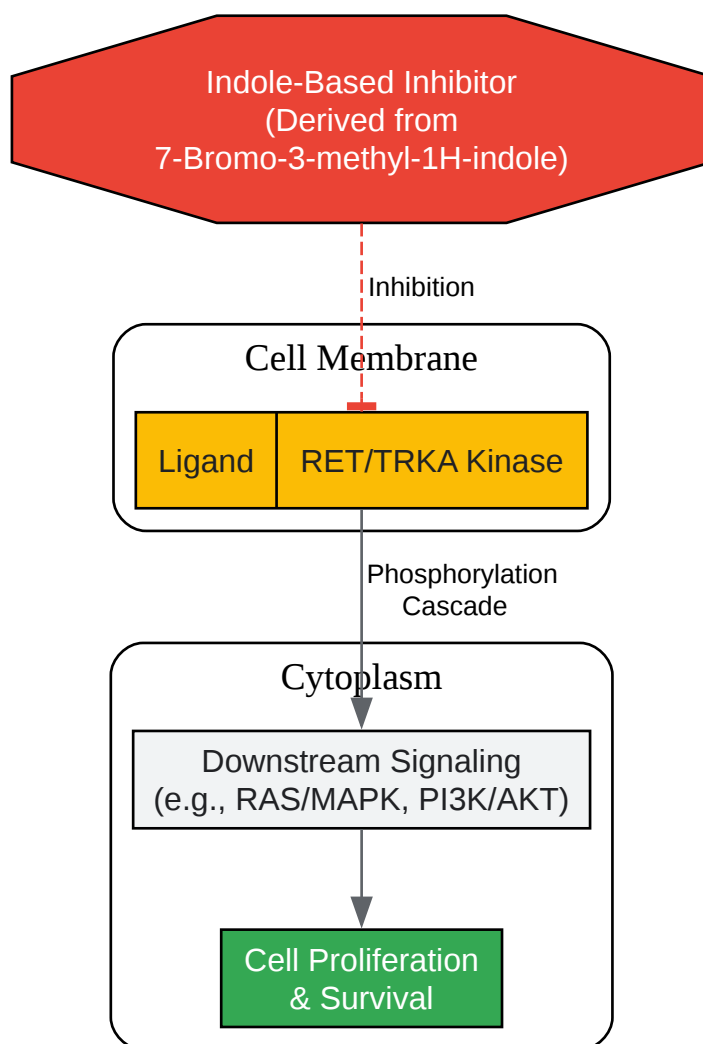 Indole-Based Inhibitor
(Derived from
7-Bromo-3-methyl-1H-indole)
Inhibition
Cell Membrane
Ligand
RET/TRKA Kinase
Phosphorylation
Cascade
Cytoplasm
Downstream Signaling
(e.g., RAS/MAPK, PI3K/AKT)
Cell Proliferation
& Survival